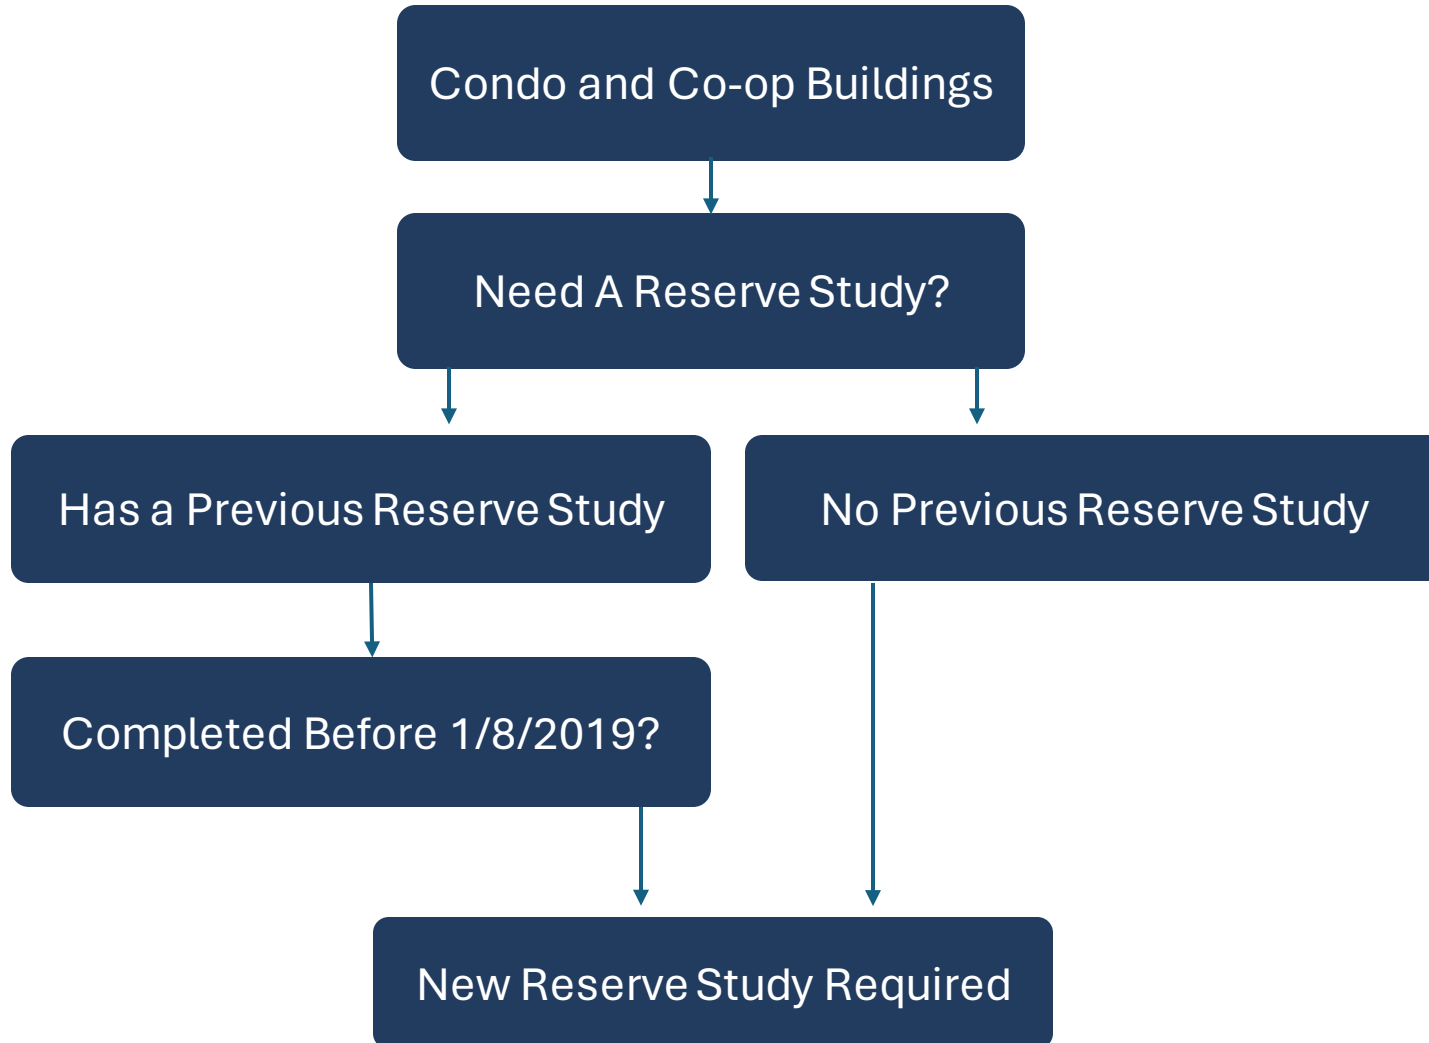 Condo and Co-op Buildings
Need A Reserve Study?
Has a Previous Reserve Study
No Previous Reserve Study
Completed Before 1/8/2019?
New Reserve Study Required